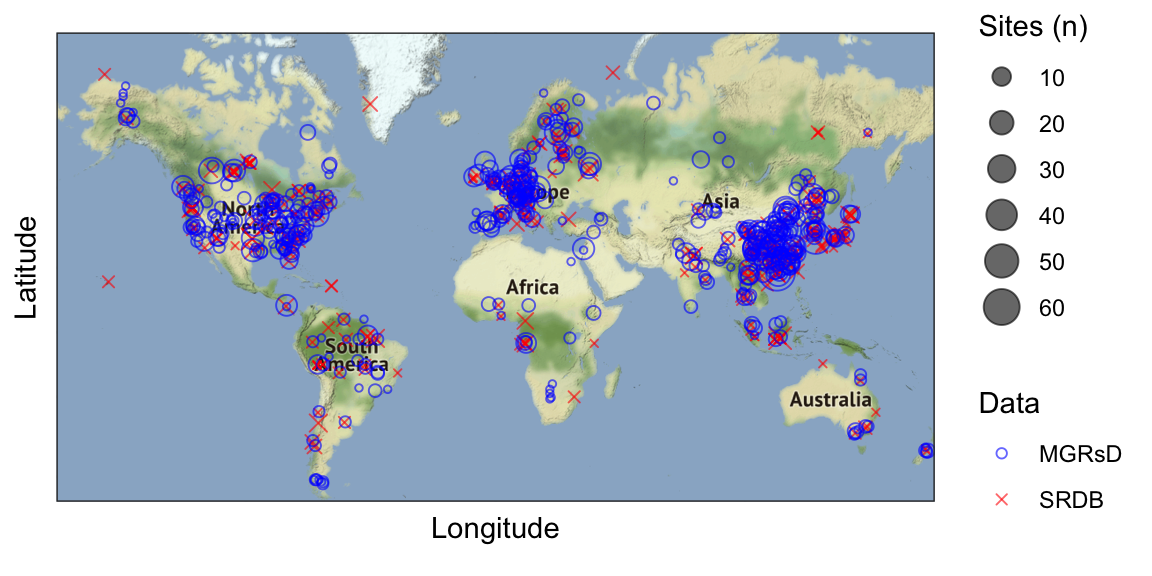 Sites (n)
10
20
30
40
50
60
Data
MGRsD
SRDB
Latitude
Longitude
North
America
Europe
Asia
Africa
South
America
Australia